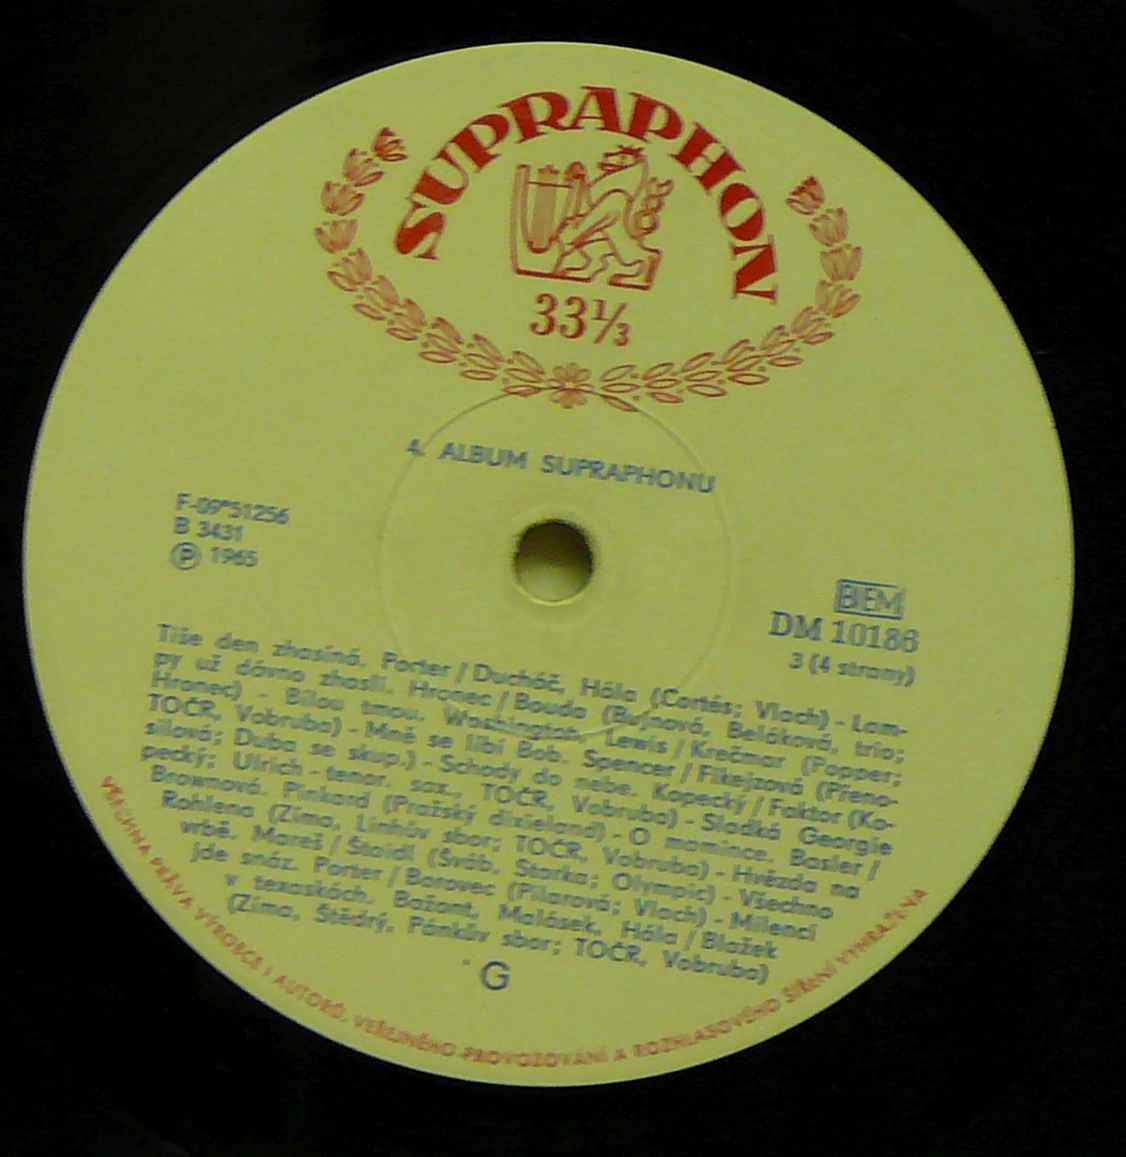 SUPRAPHON
33⅓
4. ALBUM SUPRAPHONU
F-09*51256
B 3431
Ⓟ 1965
BIEM
DM 10186
3 (4 strany)
Tiše den zhasíná. Porter / Ducháč, Hála (Cortés; Vlach) - Lam-
py už dávno zhasli. Hronec / Bouda (Bujnová, Beláková, trio;
Hronec) - Bílou tmou. Washington, Lewis / Krečmar (Popper;
TOČR, Vobruba) - Mně se líbí Bob. Spencer / Fikejzová (Přeno-
silová; Duba se skup.) - Schody do nebe. Kopecký / Faktor (Ko-
pecký; Ulrich - tenor. sax., TOČR, Vobruba) - Sladká Georgie
Brownová. Pinkard (Pražský dixieland) - O mamince. Basler /
Rohlena (Zíma, Linhův sbor; TOČR, Vobruba) - Hvězda na
vrbě. Mareš / Štaidl (Šváb, Starka; Olympic) - Všechno
jde snáz. Porter / Borovec (Pilarová; Vlach) - Milenci
v texaskách. Bažant, Malásek, Hála / Blažek
(Zíma, Štědrý, Pánkův sbor; TOČR, Vobruba)
G
VŠECHNA PRÁVA VÝROBCE I AUTORŮ, VEŘEJNÉHO PROVOZOVÁNÍ A ROZHLASOVÉHO ŠÍŘENÍ VYHRAŽENA